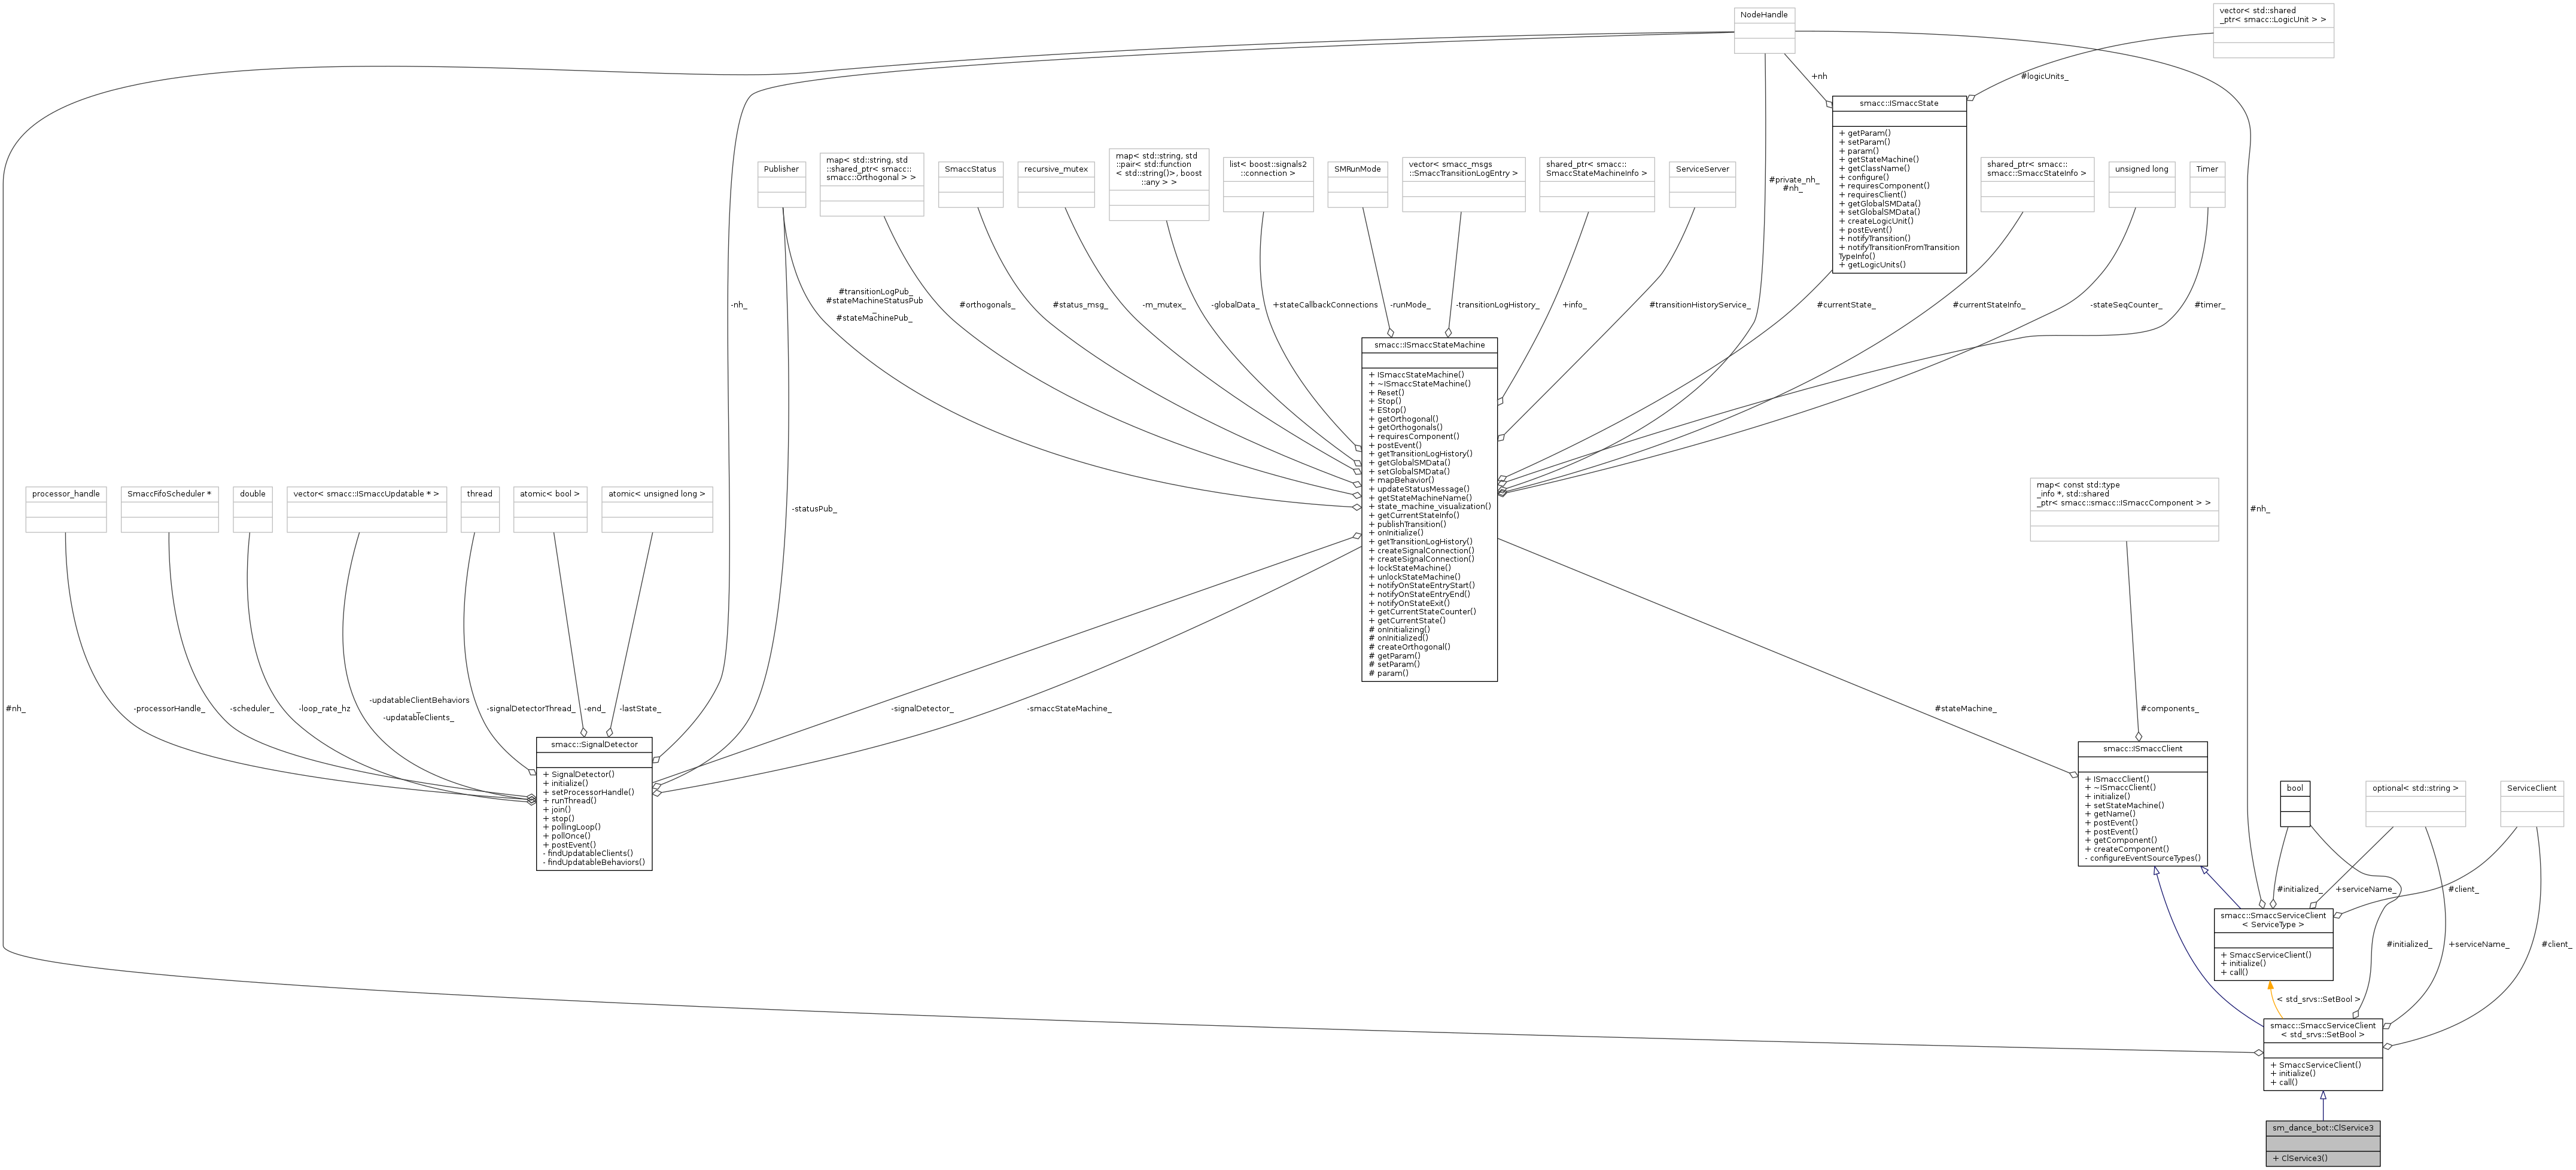 NodeHandle
vector< std::shared
_ptr< smacc::LogicUnit > >
+nh
#logicUnits_
smacc::ISmaccState
+ getParam()
+ setParam()
+ param()
+ getStateMachine()
+ getClassName()
+ configure()
+ requiresComponent()
+ requiresClient()
+ getGlobalSMData()
+ setGlobalSMData()
+ createLogicUnit()
+ postEvent()
+ notifyTransition()
+ notifyTransitionFromTransition
TypeInfo()
+ getLogicUnits()
Publisher
map< std::string, std
::shared_ptr< smacc::
smacc::Orthogonal > >
SmaccStatus
recursive_mutex
map< std::string, std
::pair< std::function
< std::string()>, boost
::any > >
list< boost::signals2
::connection >
SMRunMode
vector< smacc_msgs
::SmaccTransitionLogEntry >
shared_ptr< smacc::
SmaccStateMachineInfo >
ServiceServer
#private_nh_
#nh_
shared_ptr< smacc::
smacc::SmaccStateInfo >
unsigned long
Timer
-nh_
#transitionLogPub_
#stateMachineStatusPub
_
#stateMachinePub_
#orthogonals_
#status_msg_
-m_mutex_
-globalData_
+stateCallbackConnections
-runMode_
-transitionLogHistory_
+info_
#transitionHistoryService_
#currentState_
#currentStateInfo_
-stateSeqCounter_
#timer_
smacc::ISmaccStateMachine
+ ISmaccStateMachine()
+ ~ISmaccStateMachine()
+ Reset()
+ Stop()
+ EStop()
+ getOrthogonal()
+ getOrthogonals()
+ requiresComponent()
+ postEvent()
+ getTransitionLogHistory()
+ getGlobalSMData()
+ setGlobalSMData()
+ mapBehavior()
+ updateStatusMessage()
+ getStateMachineName()
+ state_machine_visualization()
+ getCurrentStateInfo()
+ publishTransition()
+ onInitialize()
+ getTransitionLogHistory()
+ createSignalConnection()
+ createSignalConnection()
+ lockStateMachine()
+ unlockStateMachine()
+ notifyOnStateEntryStart()
+ notifyOnStateEntryEnd()
+ notifyOnStateExit()
+ getCurrentStateCounter()
+ getCurrentState()
# onInitializing()
# onInitialized()
# createOrthogonal()
# getParam()
# setParam()
# param()
processor_handle
SmaccFifoScheduler *
double
vector< smacc::ISmaccUpdatable * >
thread
atomic< bool >
atomic< unsigned long >
-statusPub_
map< const std::type
_info *, std::shared
_ptr< smacc::smacc::ISmaccComponent > >
#nh_
#nh_
-processorHandle_
-scheduler_
-loop_rate_hz
-updatableClientBehaviors
_
-updatableClients_
-signalDetectorThread_
-end_
-lastState_
-signalDetector_
-smaccStateMachine_
#stateMachine_
#components_
smacc::SignalDetector
+ SignalDetector()
+ initialize()
+ setProcessorHandle()
+ runThread()
+ join()
+ stop()
+ pollingLoop()
+ pollOnce()
+ postEvent()
- findUpdatableClients()
- findUpdatableBehaviors()
smacc::ISmaccClient
+ ISmaccClient()
+ ~ISmaccClient()
+ initialize()
+ setStateMachine()
+ getName()
+ postEvent()
+ postEvent()
+ getComponent()
+ createComponent()
- configureEventSourceTypes()
bool
optional< std::string >
ServiceClient
#initialized_
+serviceName_
#client_
smacc::SmaccServiceClient
< ServiceType >
+ SmaccServiceClient()
+ initialize()
+ call()
#initialized_
+serviceName_
#client_
< std_srvs::SetBool >
smacc::SmaccServiceClient
< std_srvs::SetBool >
+ SmaccServiceClient()
+ initialize()
+ call()
sm_dance_bot::ClService3
+ ClService3()